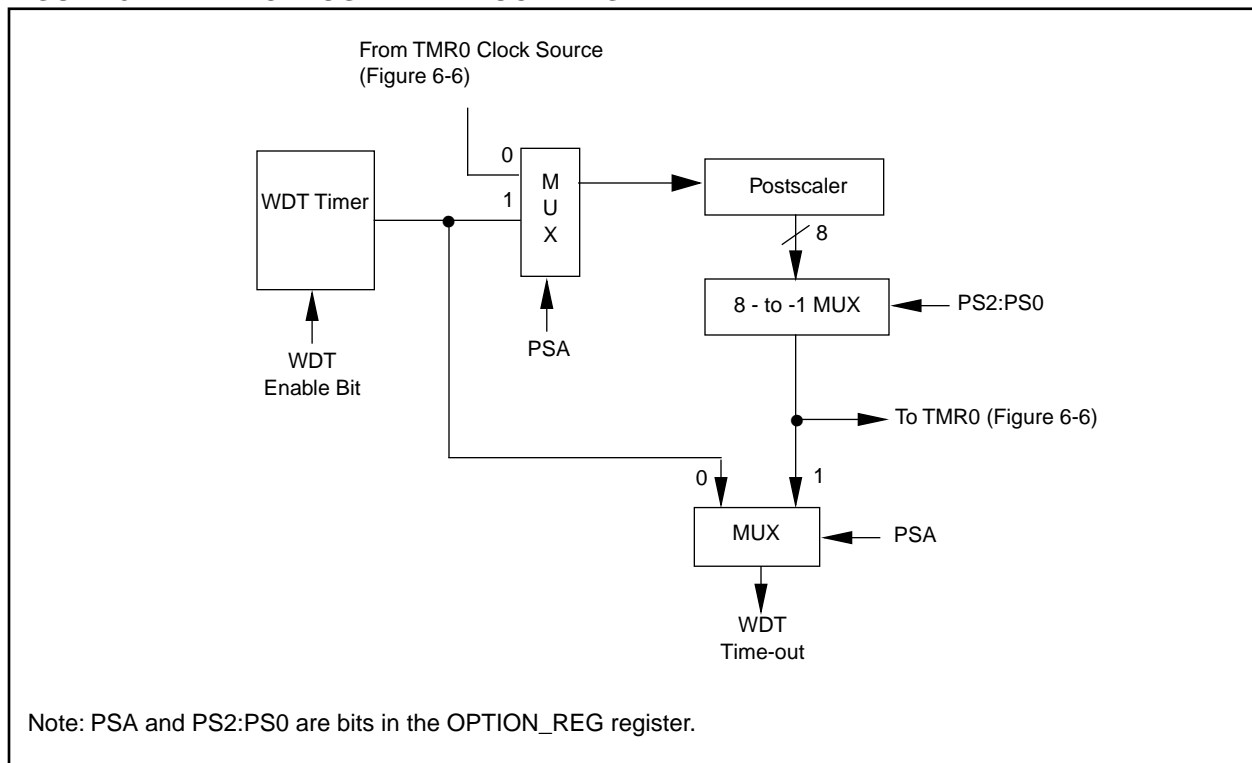 From TMR0 Clock Source
(Figure 6-6)
0
1
M
U
X
WDT Timer
Postscaler
8
8 - to -1 MUX
PS2:PS0
PSA
WDT
Enable Bit
To TMR0 (Figure 6-6)
0
1
MUX
PSA
WDT
Time-out
Note: PSA and PS2:PS0 are bits in the OPTION_REG register.